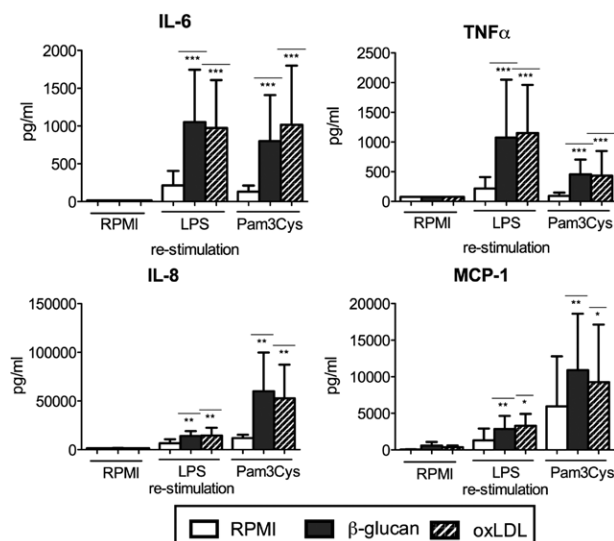 IL-6
2000
1500
1000
500
0
pg/ml
*** *** *** ***
RPMI LPS Pam3Cys
re-stimulation
TNFα
2500
2000
1500
1000
500
0
pg/ml
*** *** *** ***
RPMI LPS Pam3Cys
re-stimulation
IL-8
150000
100000
50000
0
pg/ml
** ** ** **
RPMI LPS Pam3Cys
re-stimulation
MCP-1
20000
15000
10000
5000
0
pg/ml
** * ** *
RPMI LPS Pam3Cys
re-stimulation
RPMI β-glucan oxLDL